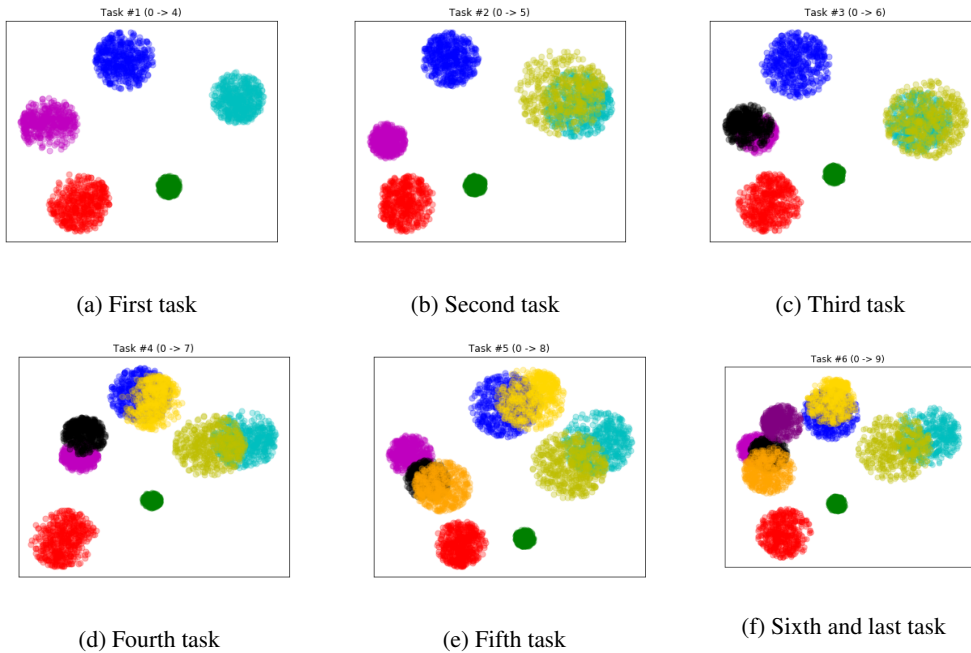 Task #1 (0 -> 4)
Task #2 (0 -> 5)
Task #3 (0 -> 6)
(a) First task
(b) Second task
(c) Third task
Task #4 (0 -> 7)
Task #5 (0 -> 8)
Task #6 (0 -> 9)
(d) Fourth task
(e) Fifth task
(f) Sixth and last task